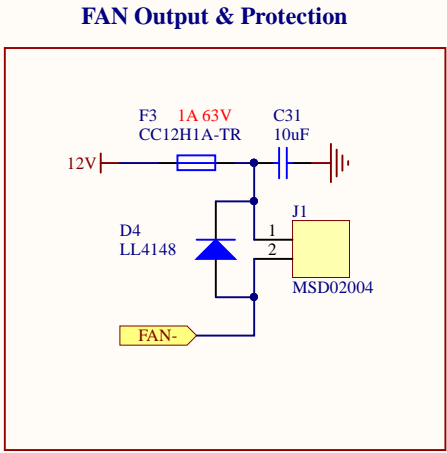 FAN Output & Protection
F3 1A 63V C31
CC12H1A-TR 10uF
12V
J1
D4 1
LL4148 2
MSD02004
FAN-